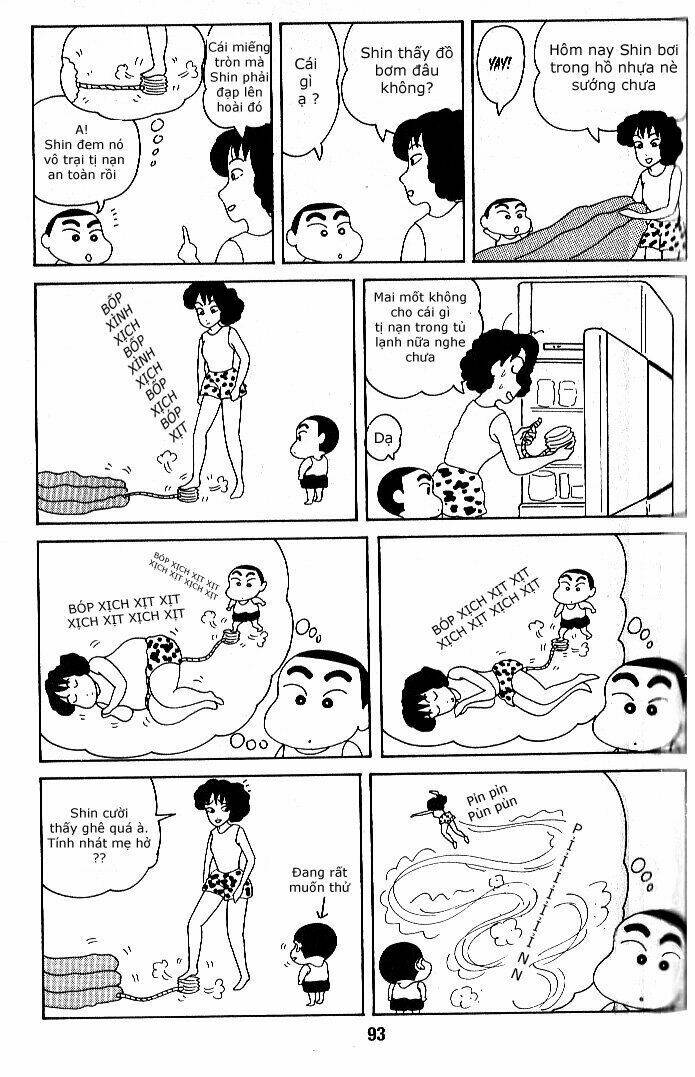 Hôm nay Shin bơi
trong hồ nhựa nè
sướng chưa
YAY!
Shin thấy đồ
bơm đâu
không?
Cái
gì
ạ ?
Cái miếng
tròn mà
Shin phải
đạp lên
hoài đó
A!
Shin đem nó
vô trại tị nạn
an toàn rồi
Mai mốt không
cho cái gì
tị nạn trong tủ
lạnh nữa nghe
chưa
Dạ
BÓP
XÌNH
XỊCH
BÓP
XÌNH
XỊCH
BÓP
XỊCH
BÓP
XỊT
BÓP XỊCH XỊT XỊT
XỊCH XỊT XỊCH XỊT
BÓP XỊCH XỊT XỊT
XỊCH XỊT XỊCH XỊT
BÓP XỊCH XỊT XỊT
XỊCH XỊT XỊCH XỊT
Pín pìn
Pùn pùn
P.I.I.I.I.I.I.I.I.N N
Shin cười
thấy ghê quá à.
Tính nhát mẹ hở
??
Đang rất
muốn thử
93